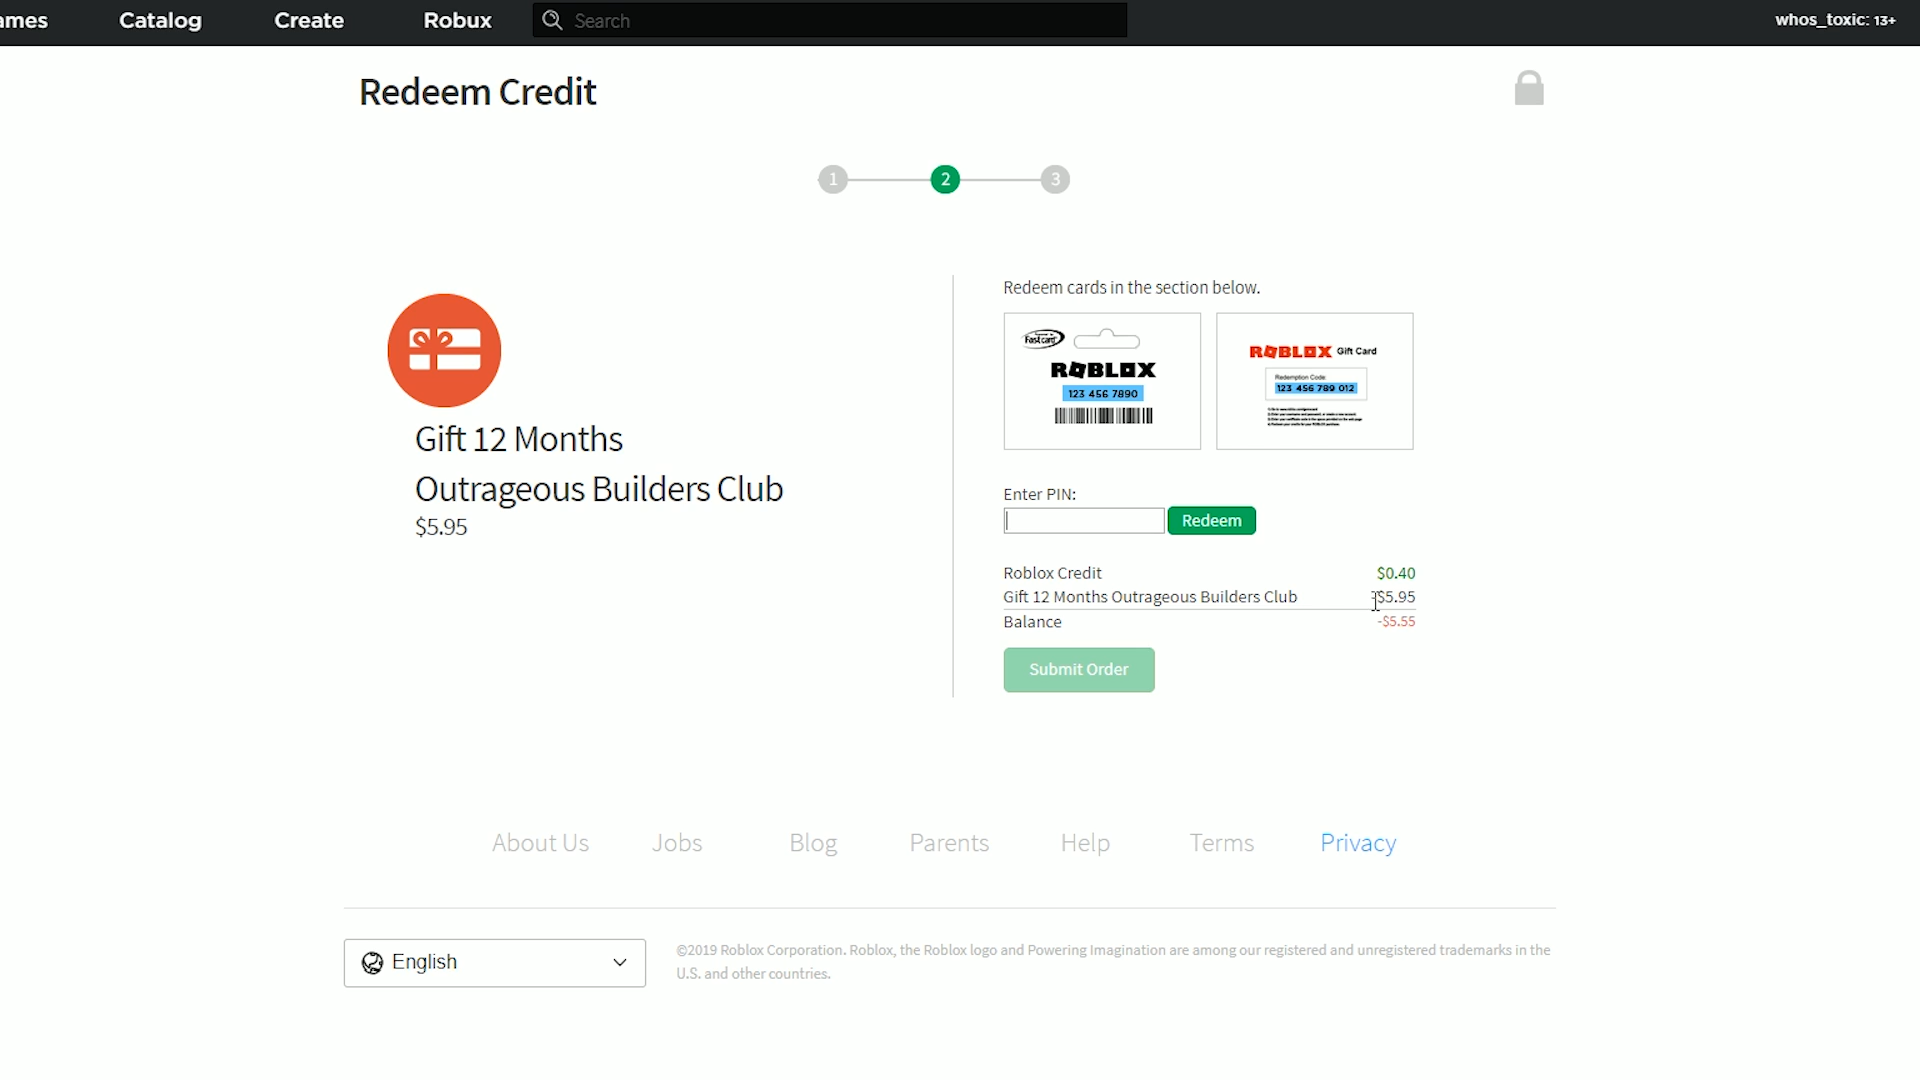 ames Catalog Create Robux Search whos_toxic: 13+
Redeem Credit
1 2 3
Gift 12 Months
Outrageous Builders Club
$5.95
Redeem cards in the section below.
Fastcard
ROBLOX
123 456 7890
ROBLOX Gift Card
Redemption Code:
123 456 789 012
Enter PIN:
Redeem
Roblox Credit $0.40
Gift 12 Months Outrageous Builders Club $5.95
Balance -$5.55
Submit Order
About Us Jobs Blog Parents Help Terms Privacy
English
©2019 Roblox Corporation. Roblox, the Roblox logo and Powering Imagination are among our registered and unregistered trademarks in the
U.S. and other countries.